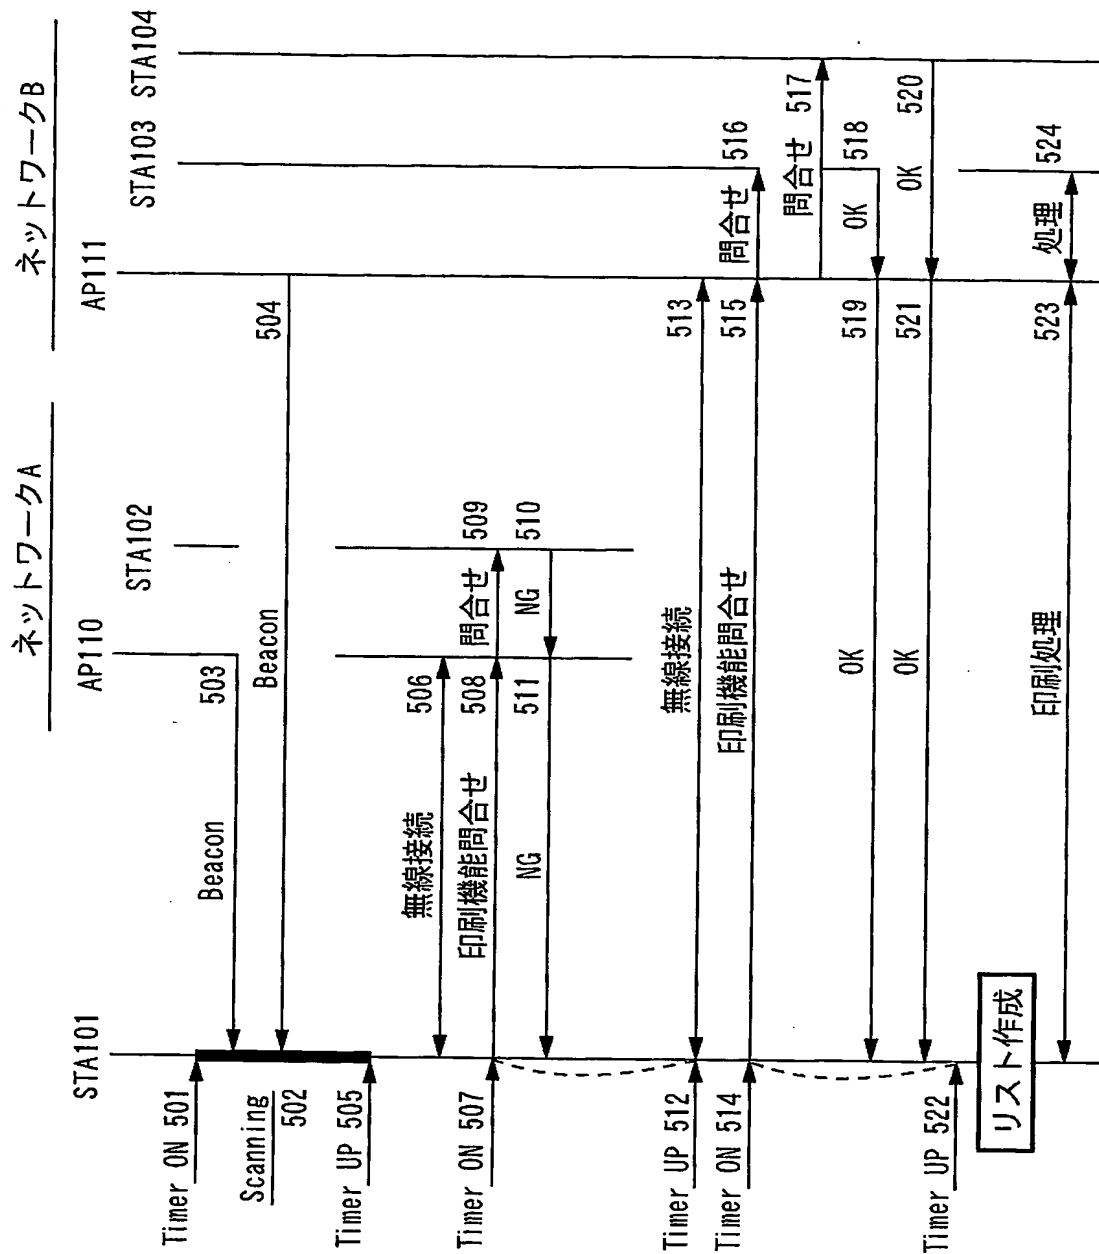 ネットワークA
ネットワークB
STA101
AP110
STA102
AP111
STA103
STA104
Timer ON 501
Scanning
502
Beacon
503
Beacon
504
Timer UP 505
無線接続
506
Timer ON 507
印刷機能問合せ
508
問合せ
509
NG
510
NG
511
Timer UP 512
無線接続
513
Timer ON 514
印刷機能問合せ
515
問合せ
516
問合せ
517
OK
518
OK
519
OK
520
OK
521
Timer UP 522
リスト作成
印刷処理
523
処理
524